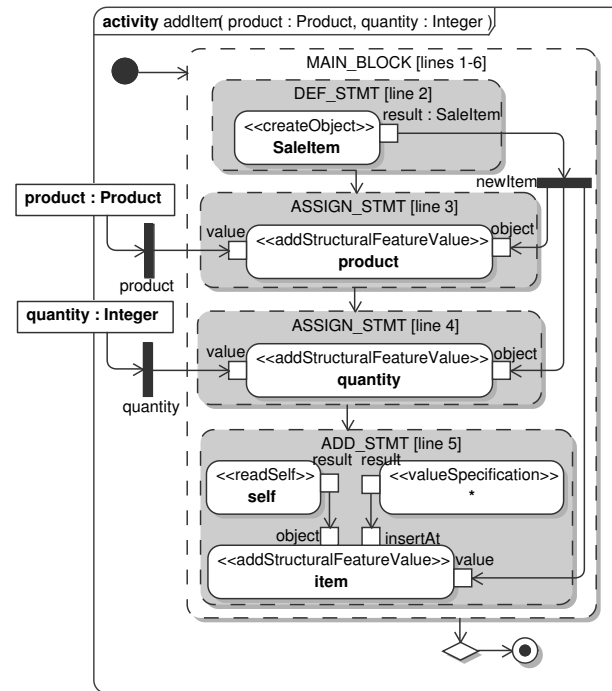 activity addItem( product : Product, quantity : Integer )
MAIN_BLOCK [lines 1-6]
DEF_STMT [line 2]
result : SaleItem
<<createObject>>
SaleItem
newItem
product : Product
ASSIGN_STMT [line 3]
value
object
<<addStructuralFeatureValue>>
product
product
quantity : Integer
ASSIGN_STMT [line 4]
value
object
<<addStructuralFeatureValue>>
quantity
quantity
ADD_STMT [line 5]
result
result
<<readSelf>>
self
<<valueSpecification>>
*
object
insertAt
<<addStructuralFeatureValue>>
item
value